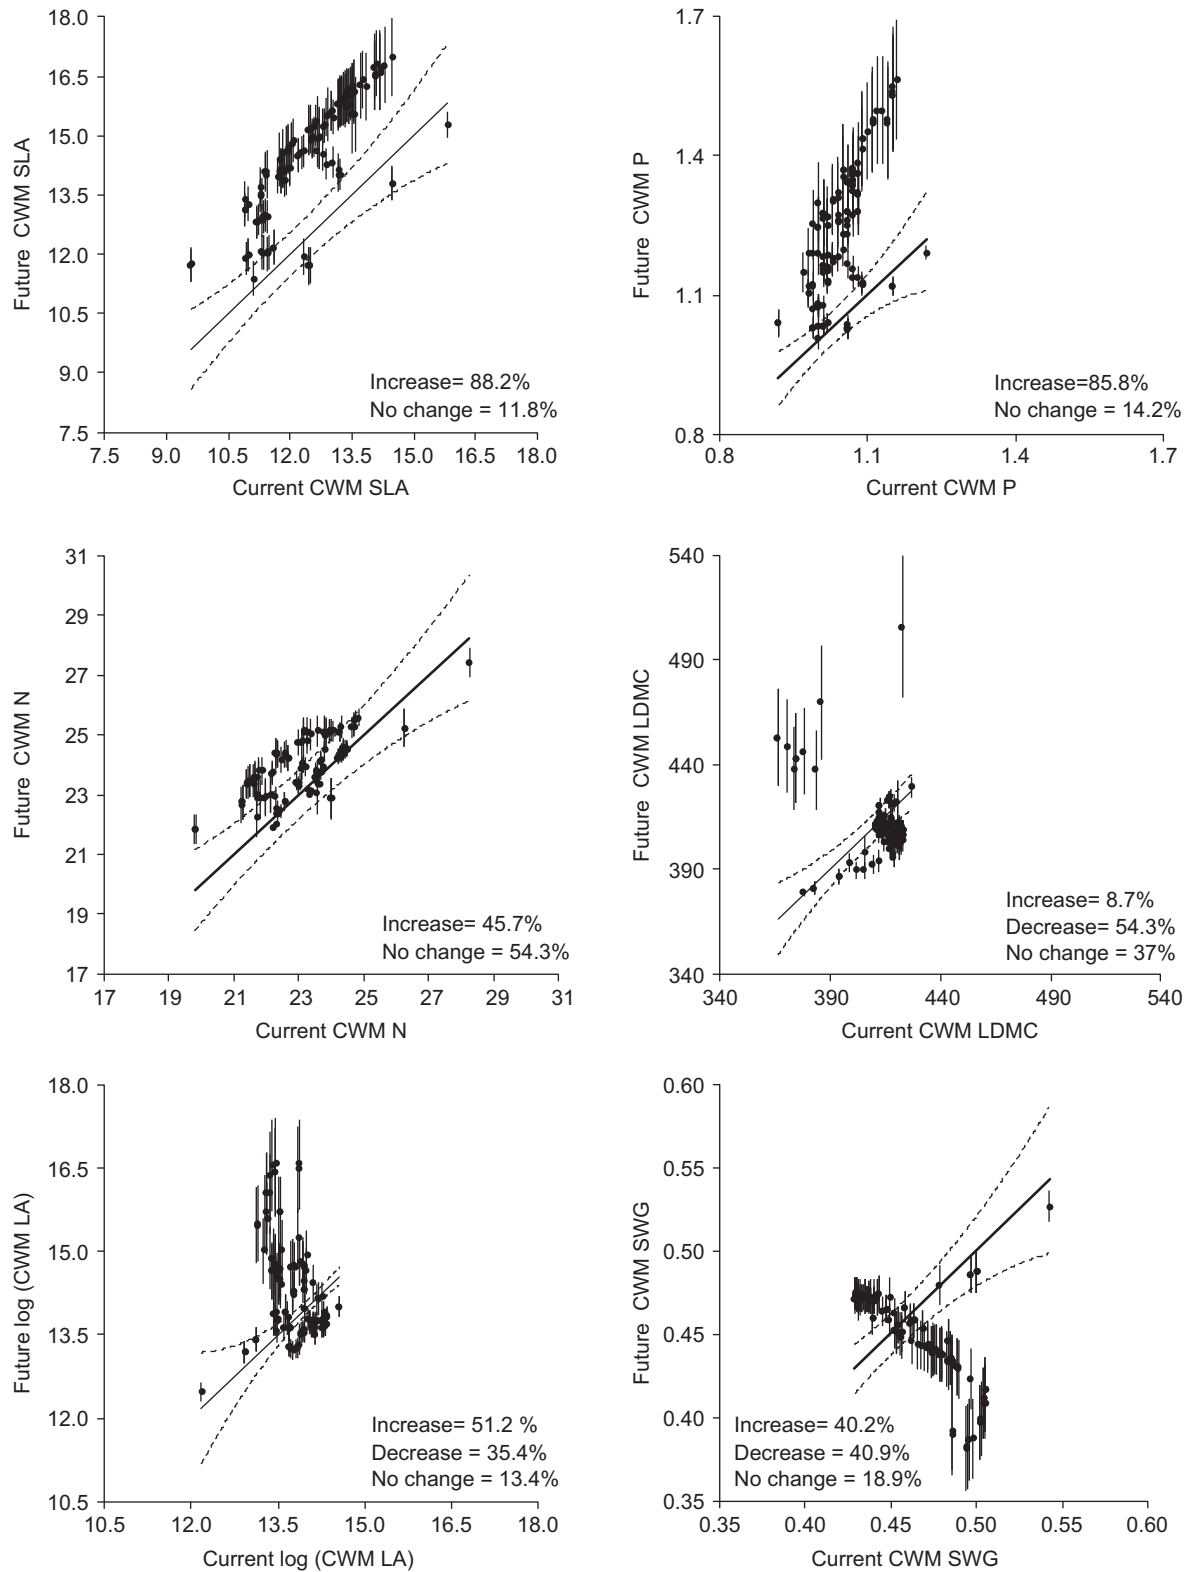 18.0
16.5
15.0
13.5
12.0
10.5
9.0
7.5
Future CWM SLA
Increase= 88.2%
No change = 11.8%
7.5 9.0 10.5 12.0 13.5 15.0 16.5 18.0
Current CWM SLA
1.7
1.4
1.1
0.8
Future CWM P
Increase=85.8%
No change = 14.2%
0.8 1.1 1.4 1.7
Current CWM P
31
29
27
25
23
21
19
17
Future CWM N
Increase= 45.7%
No change = 54.3%
17 19 21 23 25 27 29 31
Current CWM N
540
490
440
390
340
Future CWM LDMC
Increase= 8.7%
Decrease= 54.3%
No change = 37%
340 390 440 490 540
Current CWM LDMC
18.0
16.5
15.0
13.5
12.0
10.5
Future log (CWM LA)
Increase= 51.2 %
Decrease = 35.4%
No change = 13.4%
10.5 12.0 13.5 15.0 16.5 18.0
Current log (CWM LA)
0.60
0.55
0.50
0.45
0.40
0.35
Future CWM SWG
Increase= 40.2%
Decrease = 40.9%
No change = 18.9%
0.35 0.40 0.45 0.50 0.55 0.60
Current CWM SWG